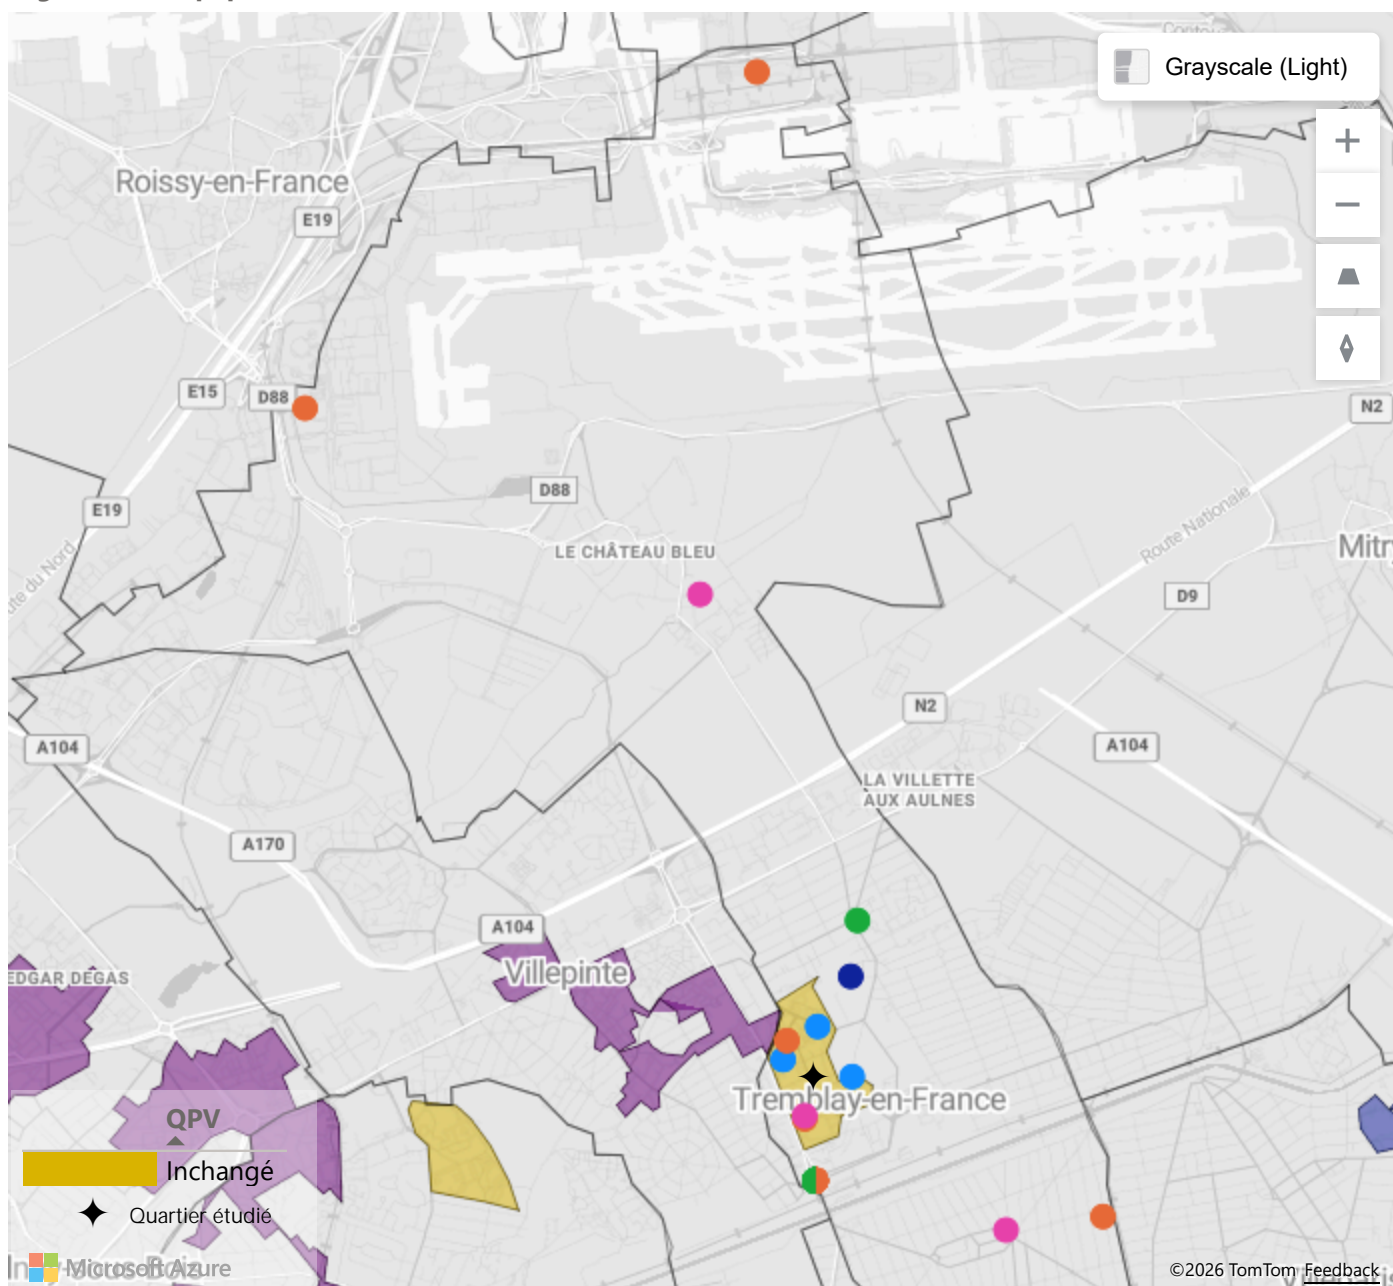 Grayscale (Light)
Roissy-en-France
E19
E15
D88
N2
D88
E19
Route Nationale
LE CHÂTEAU BLEU
Mitry
D9
N2
A104
A104
LA VILLETTE
AUX AULNES
A170
A104
Villepinte
EDGAR DEGAS
Tremblay-en-France
QPV
Inchangé
Quartier étudié
Microsoft Azure
©2026 TomTom Feedback